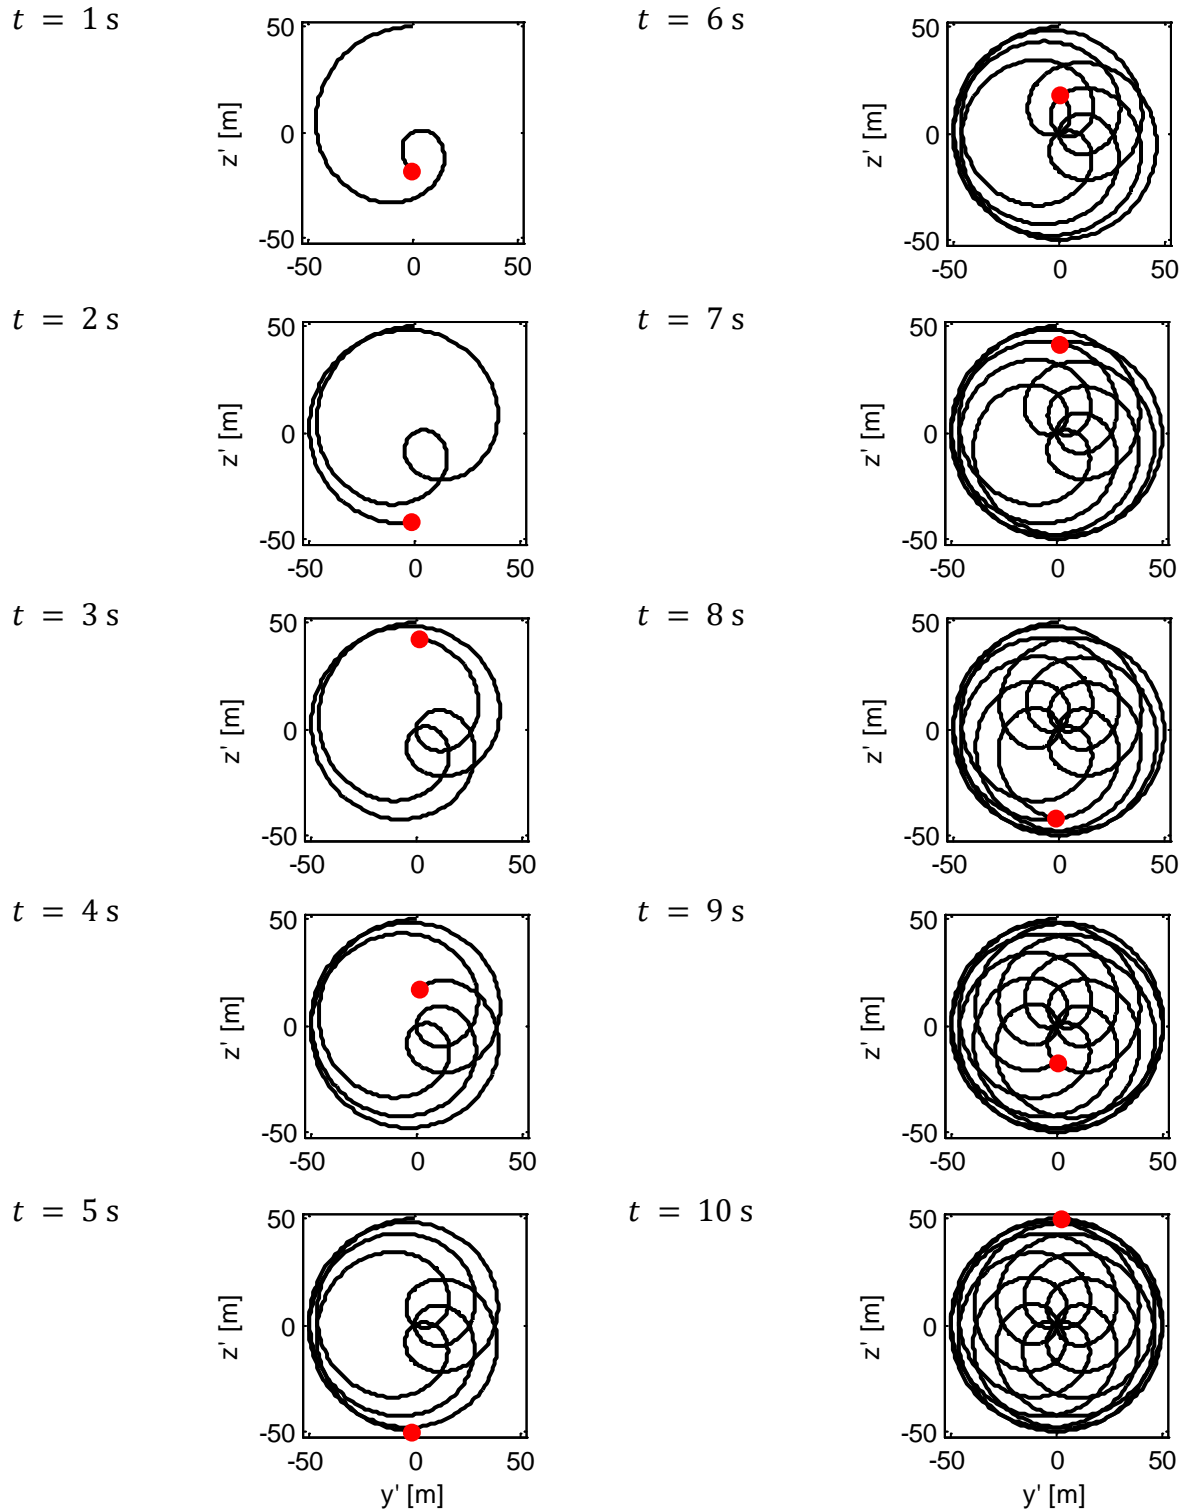 t = 1 s
50
z' [m]
0
-50
-50 0 50
t = 2 s
50
z' [m]
0
-50
-50 0 50
t = 3 s
50
z' [m]
0
-50
-50 0 50
t = 4 s
50
z' [m]
0
-50
-50 0 50
t = 5 s
50
z' [m]
0
-50
-50 0 50
y' [m]
t = 6 s
50
z' [m]
0
-50
-50 0 50
t = 7 s
50
z' [m]
0
-50
-50 0 50
t = 8 s
50
z' [m]
0
-50
-50 0 50
t = 9 s
50
z' [m]
0
-50
-50 0 50
t = 10 s
50
z' [m]
0
-50
-50 0 50
y' [m]